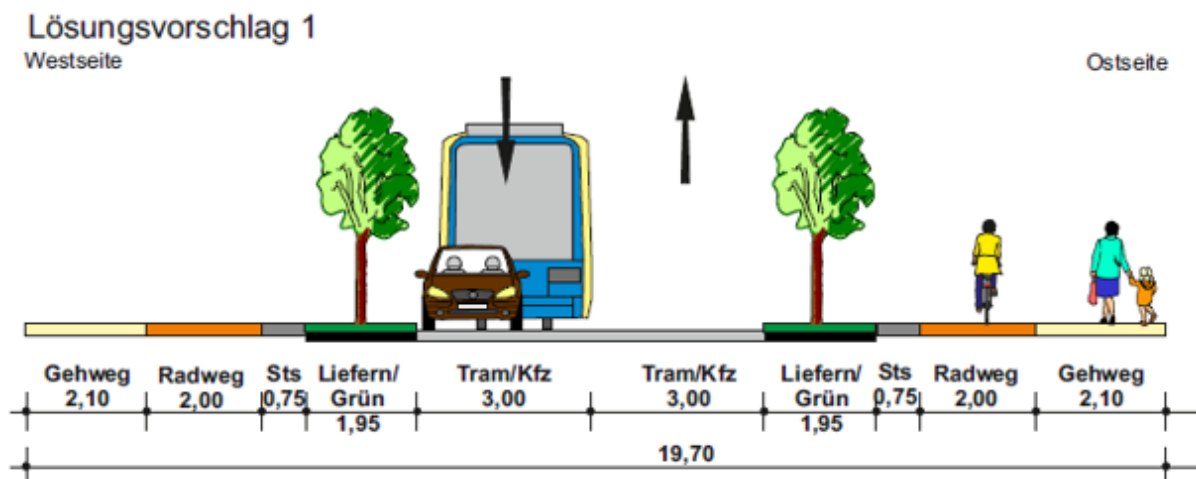 Lösungsvorschlag 1
Westseite
Ostseite
Gehweg Radweg Sts Liefern/ Tram/Kfz Tram/Kfz Liefern/ Sts Radweg Gehweg
2,10 2,00 0,75 Grün 3,00 3,00 Grün 0,75 2,00 2,10
1,95 1,95
19,70